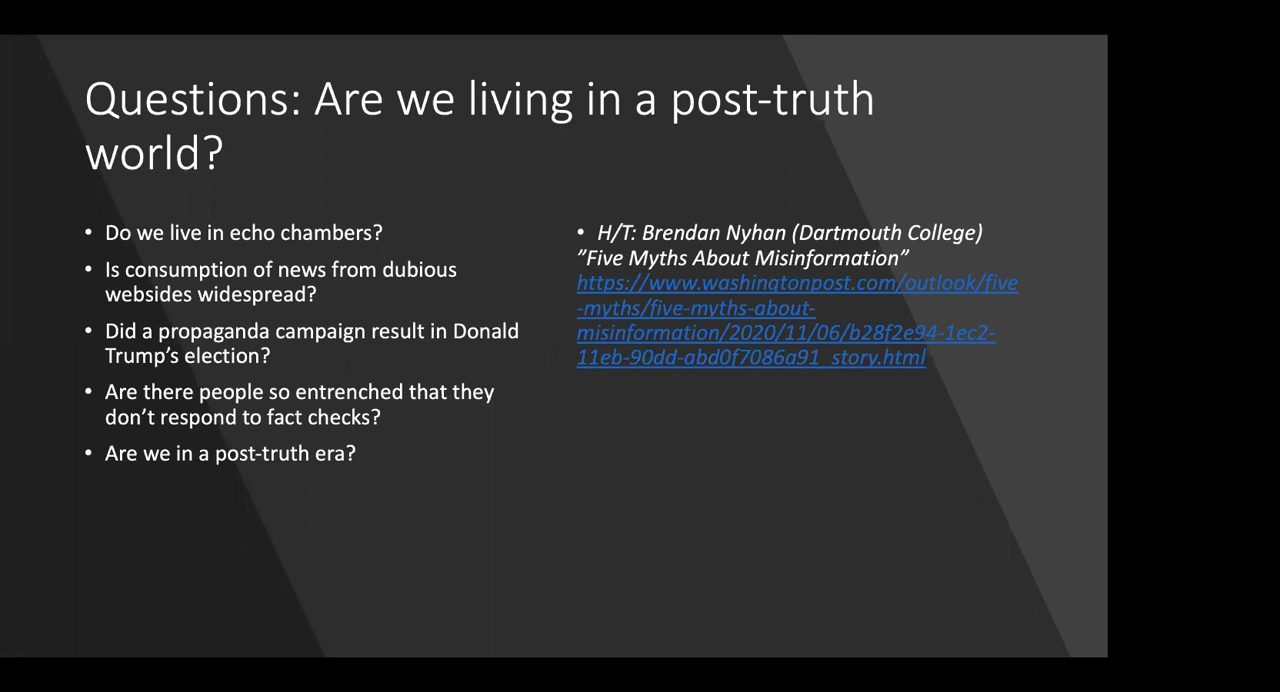 Questions: Are we living in a post-truth
world?
• Do we live in echo chambers?
• Is consumption of news from dubious
websides widespread?
• Did a propaganda campaign result in Donald
Trump’s election?
• Are there people so entrenched that they
don’t respond to fact checks?
• Are we in a post-truth era?
• H/T: Brendan Nyhan (Dartmouth College)
”Five Myths About Misinformation”
https://www.washingtonpost.com/outlook/five
-myths/five-myths-about-
misinformation/2020/11/06/b28f2e94-1ec2-
11eb-90dd-abd0f7086a91_story.html